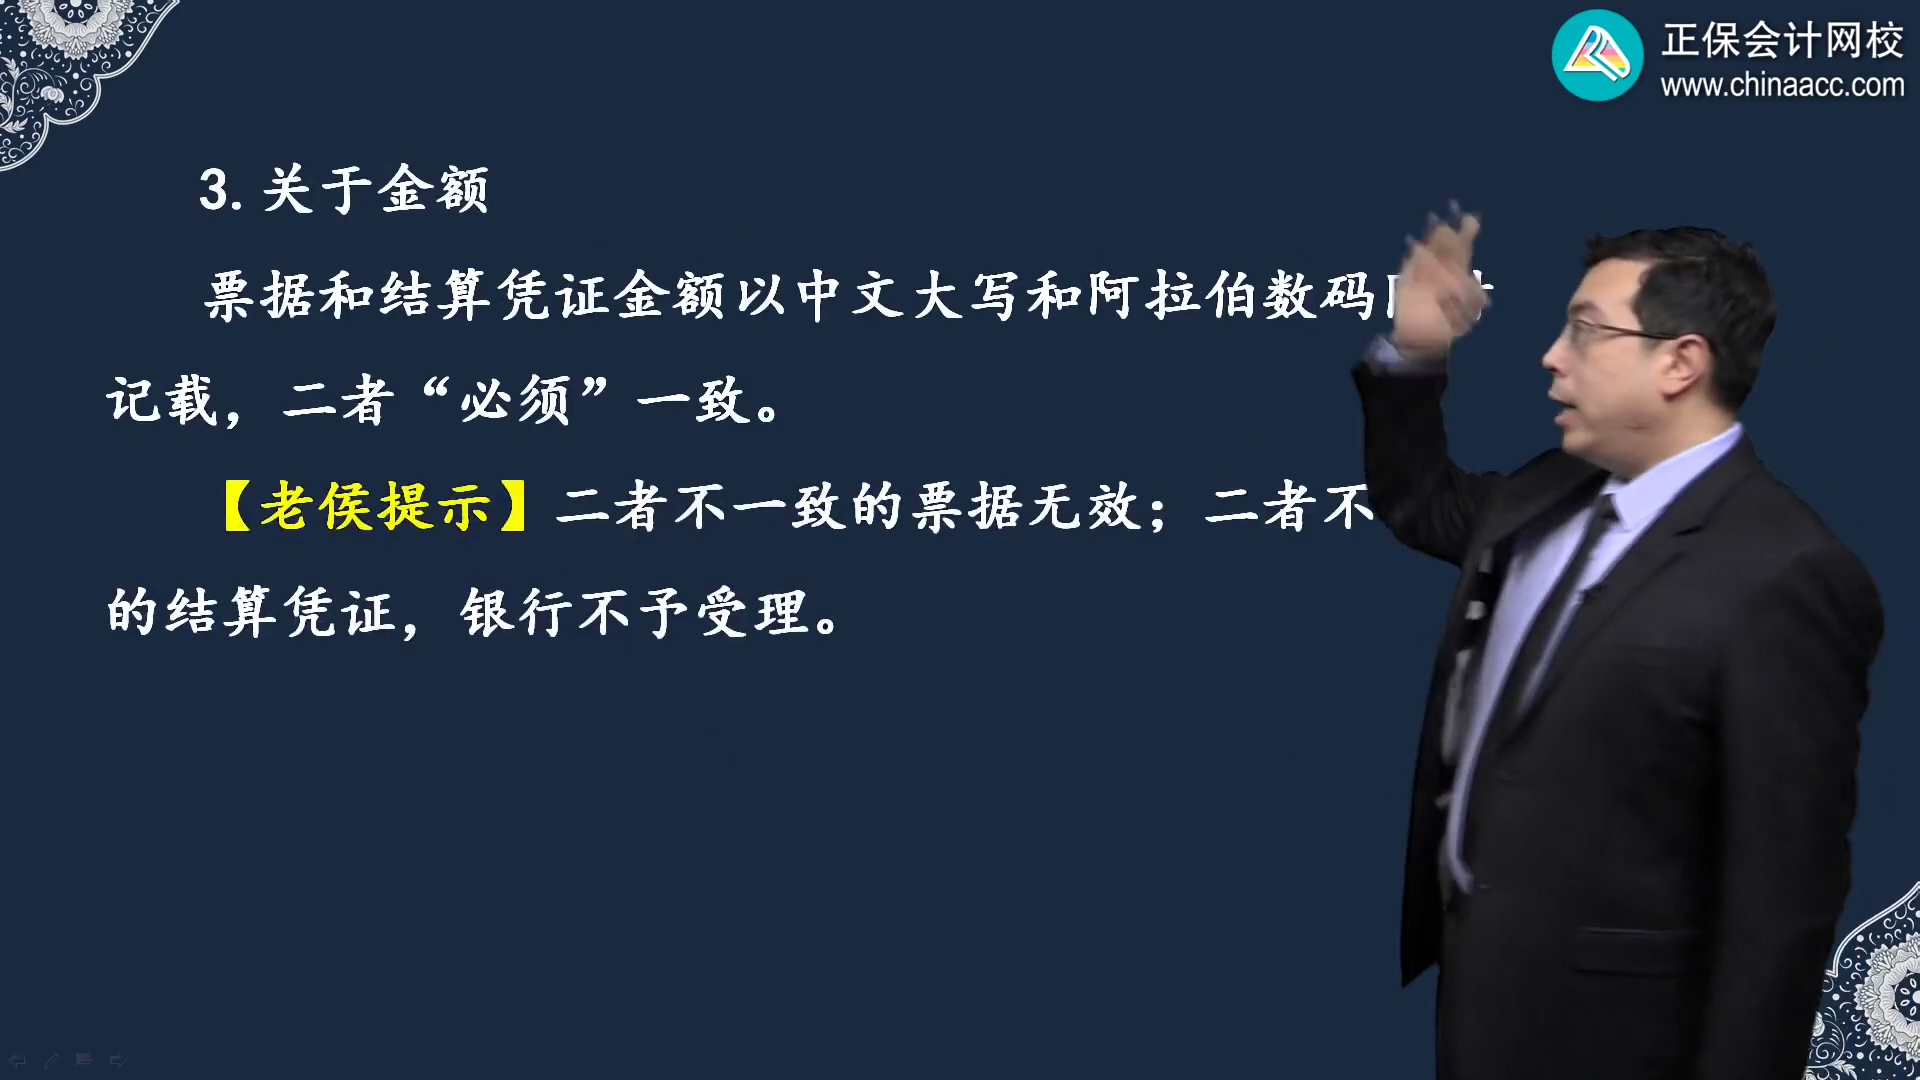 正保会计网校
www.chinaacc.com
3. 关于金额
票据和结算凭证金额以中文大写和阿拉伯数码
记载，二者“必须”一致。
【老侯提示】二者不一致的票据无效；二者不
的结算凭证，银行不予受理。